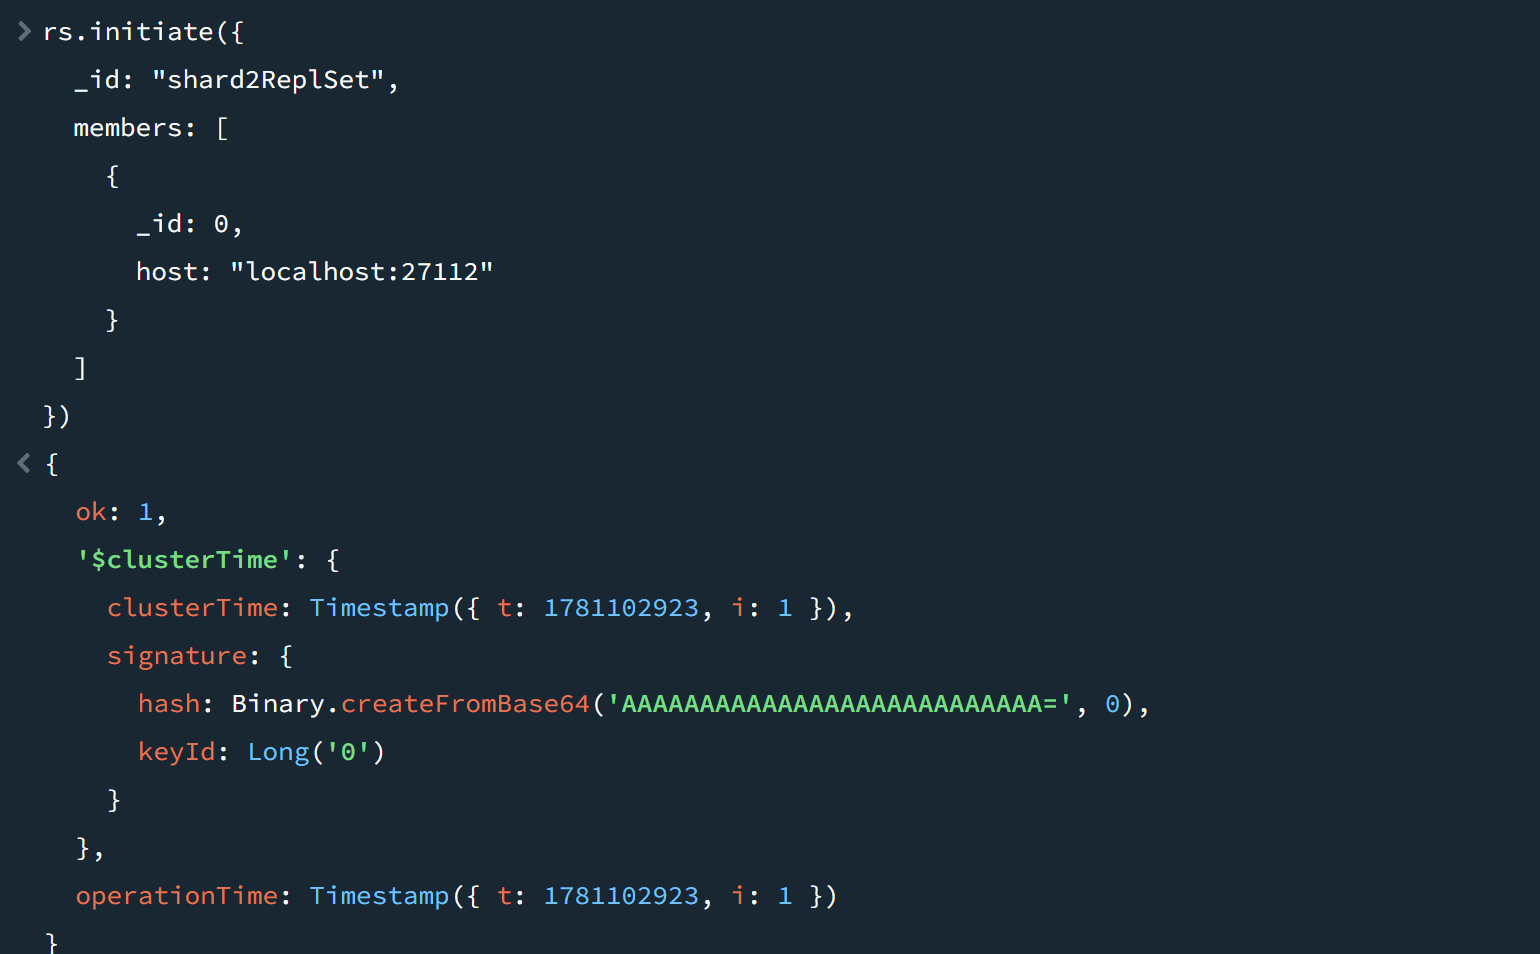 rs.initiate({
_id: "shard2ReplSet",
members: [
{
_id: 0,
host: "localhost:27112"
}
]
})
{
ok: 1,
'$clusterTime': {
clusterTime: Timestamp({ t: 1781102923, i: 1 }),
signature: {
hash: Binary.createFromBase64('AAAAAAAAAAAAAAAAAAAAAAAAAAA=', 0),
keyId: Long('0')
}
},
operationTime: Timestamp({ t: 1781102923, i: 1 })
}